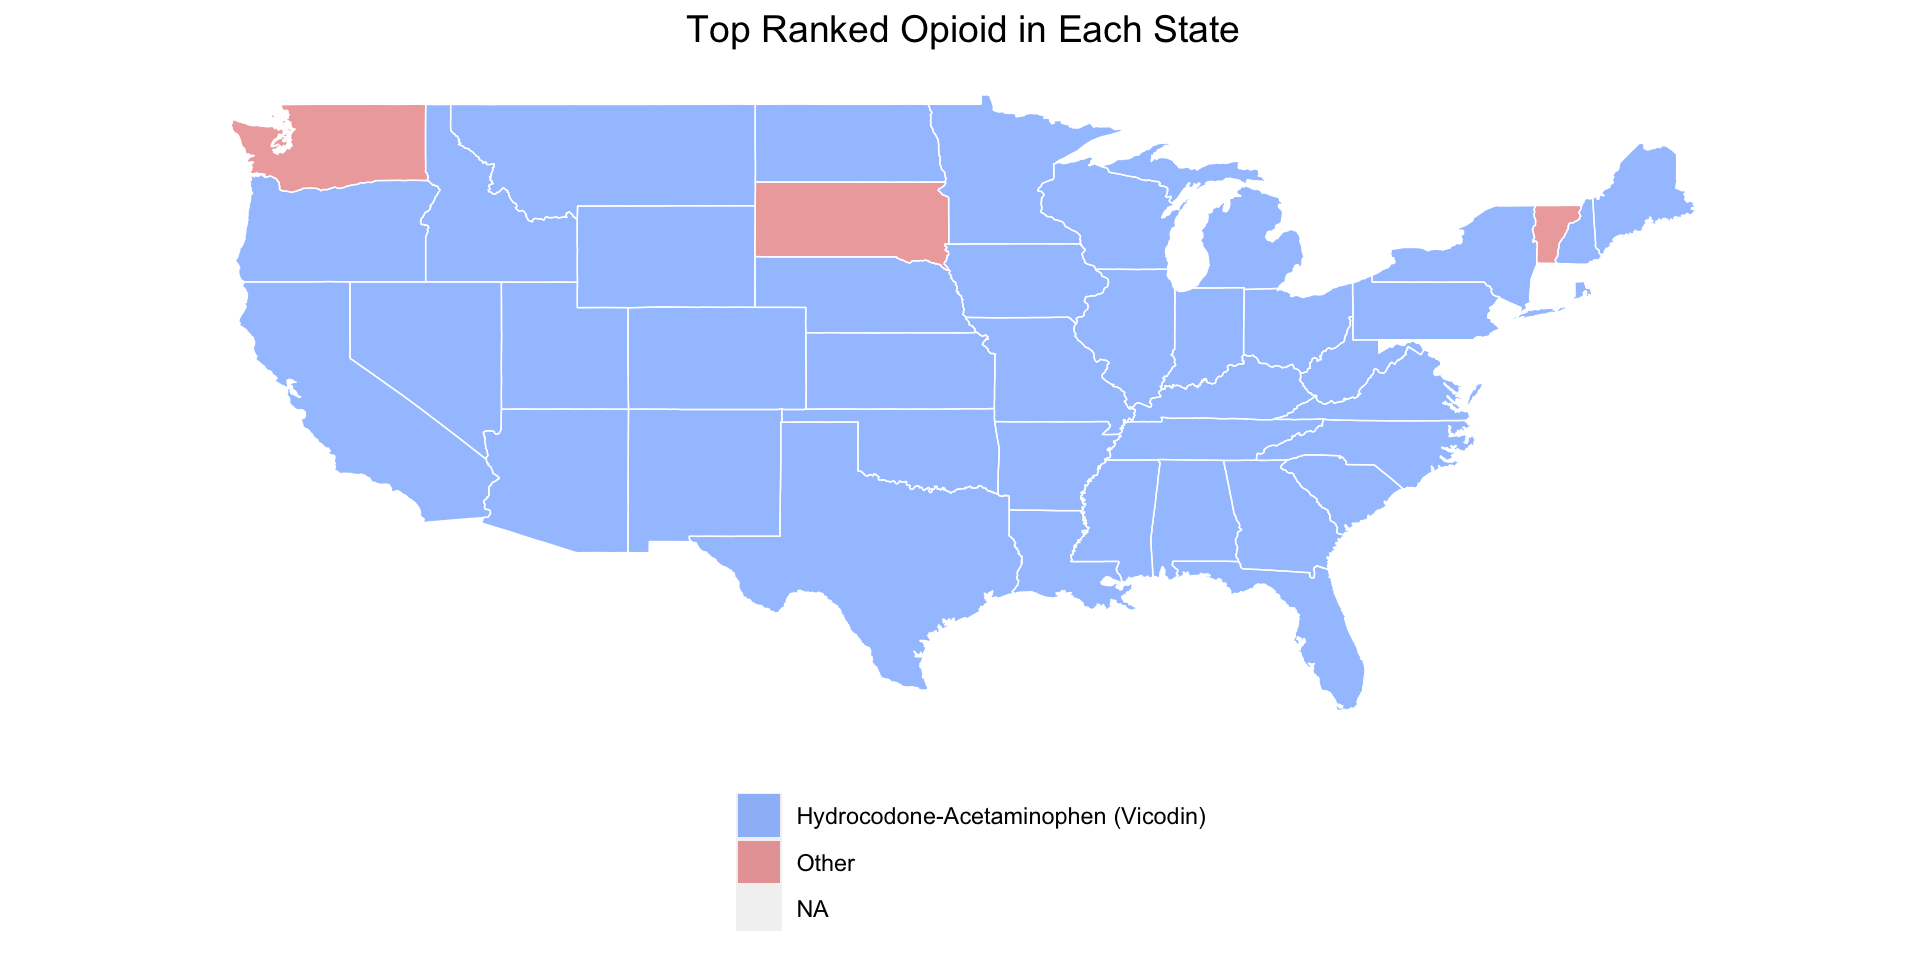 Top Ranked Opioid in Each State
Hydrocodone-Acetaminophen (Vicodin)
Other
NA